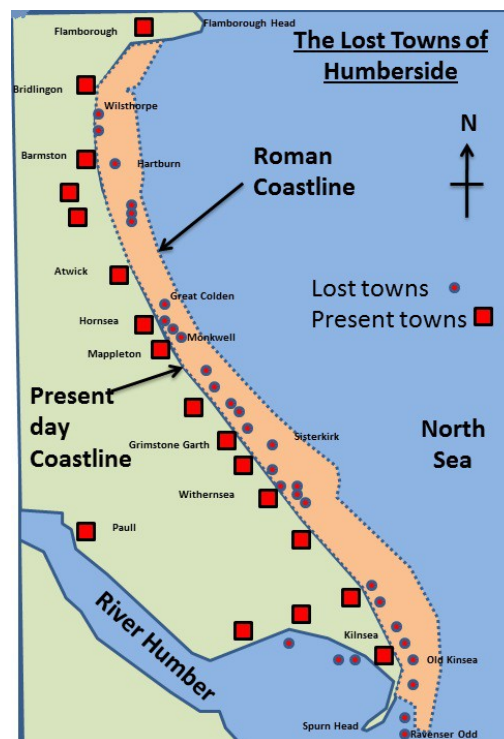 Flamborough Head
Flamborough
The Lost Towns of
Humberside
Bridlingon
Wilsthorpe
N
Barmston
Hartburn
Roman
Coastline
Atwick
Lost towns
Great Colden
Present towns
Hornsea
Monkwell
Mappleton
Present
day
Coastline
Sisterkirk
North
Sea
Grimstone Garth
Withernsea
Paull
River Humber
Kilnsea
Old Kinsea
Spurn Head
Ravenser Odd